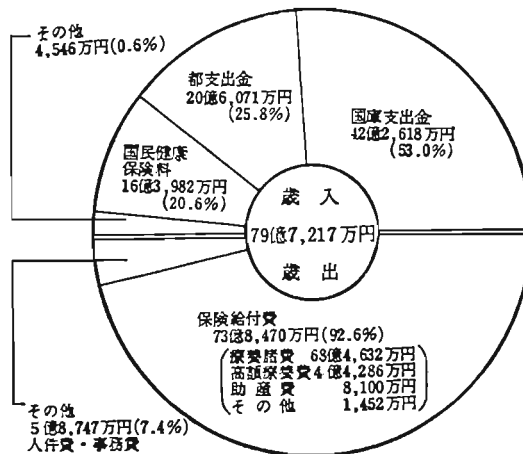 その他
4,546万円(0.6%)
都支出金
20億6,071万円
(25.8%)
国庫支出金
42億2,618万円
(53.0%)
国民健康
保険料
16億3,982万円
(20.6%)
歳入
79億7,217万円
歳出
保険給付費
73億8,470万円(92.6%)
療養諸費 68億4,632万円
高額療養費4億4,286万円
助産費 8,100万円
その他 1,452万円
その他
5億8,747万円(7.4%)
人件費・事務費